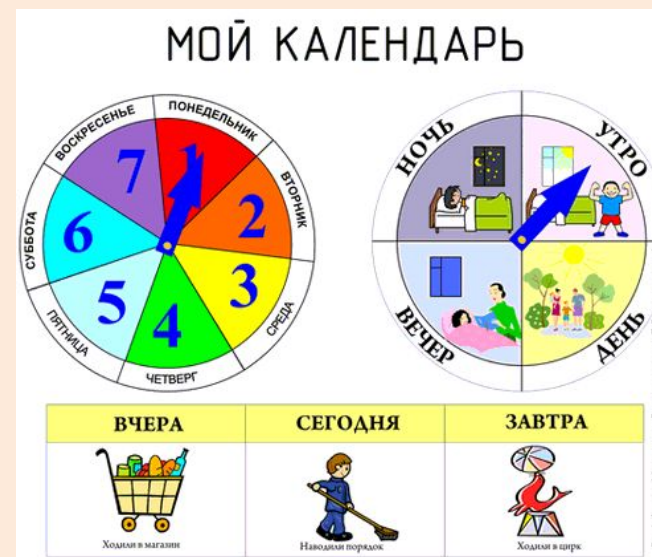 МОЙ КАЛЕНДАРЬ
ПОНЕДЕЛЬНИК
ВТОРНИК
СРЕДА
ЧЕТВЕРГ
ПЯТНИЦА
СУББОТА
ВОСКРЕСЕНЬЕ
1
2
3
4
5
6
7
НОЧЬ
УТРО
ДЕНЬ
ВЕЧЕР
ВЧЕРА
СЕГОДНЯ
ЗАВТРА
Ходили в магазин
Наводили порядок
Ходили в цирк